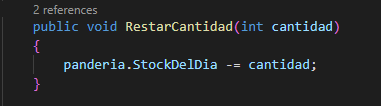 2 references
public void RestarCantidad(int cantidad)
{
    panderia.StockDelDia -= cantidad;
}